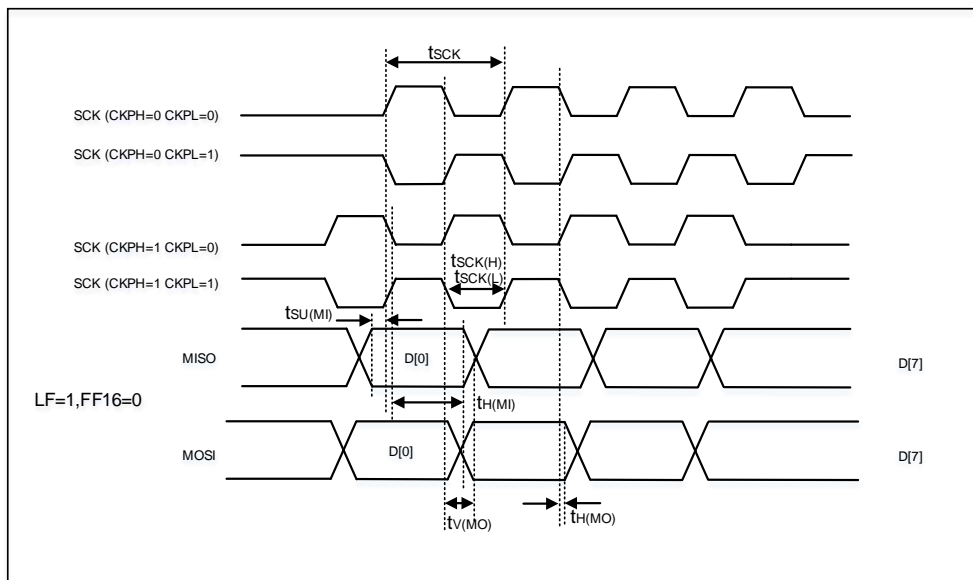 tSCK
SCK (CKPH=0 CKPL=0)
SCK (CKPH=0 CKPL=1)
SCK (CKPH=1 CKPL=0)
tSCK(H)
tSCK(L)
SCK (CKPH=1 CKPL=1)
tSU(MI)
MISO
D[0]
D[7]
tH(MI)
LF=1,FF16=0
MOSI
D[0]
D[7]
tV(MO)
tH(MO)